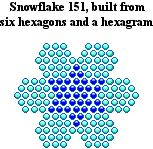 Snowflake 151, built from
six hexagons and a hexagram